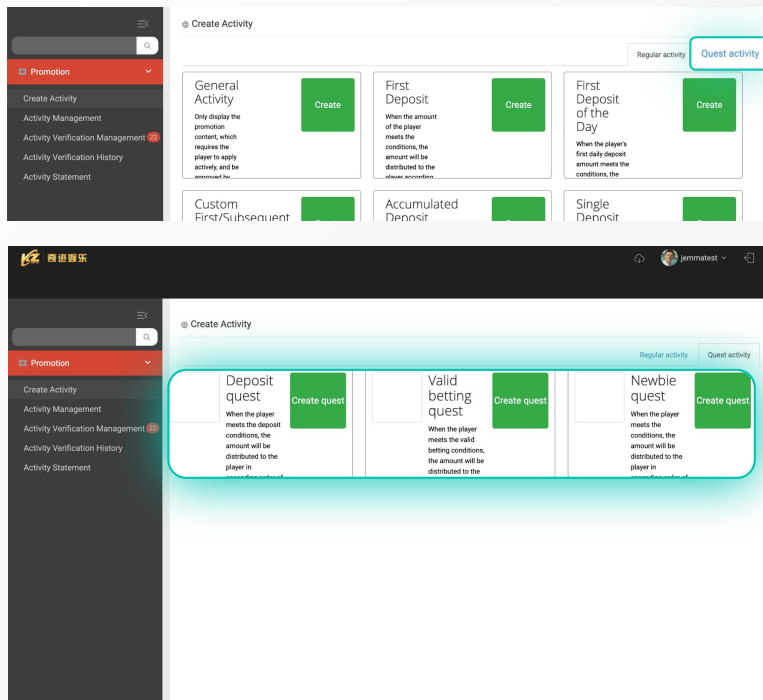 Create Activity
Regular activity
Quest activity
Promotion
Create Activity
Activity Management
Activity Verification Management 22
Activity Verification History
Activity Statement
General
Activity
Only display the
promotion
content, which
requires the
player to apply
actively, and be
approved by
Create
First
Deposit
When the amount
of the player
meets the
conditions, the
amount will be
distributed to the
player according
Create
First
Deposit
of the
Day
When the player's
first daily deposit
amount meets the
conditions, the
Create
Custom
First/Subsequent
Accumulated
Deposit
Single
Deposit
KZ 奇迹娱乐
jemmatest
Create Activity
Regular activity
Quest activity
Promotion
Create Activity
Activity Management
Activity Verification Management 22
Activity Verification History
Activity Statement
Deposit
quest
When the player
meets the deposit
conditions, the
amount will be
distributed to the
player in
Create quest
Valid
betting
quest
When the player
meets the valid
betting conditions,
the amount will be
distributed to the
Create quest
Newbie
quest
When the player
meets the
conditions, the
amount will be
distributed to the
player in
Create quest